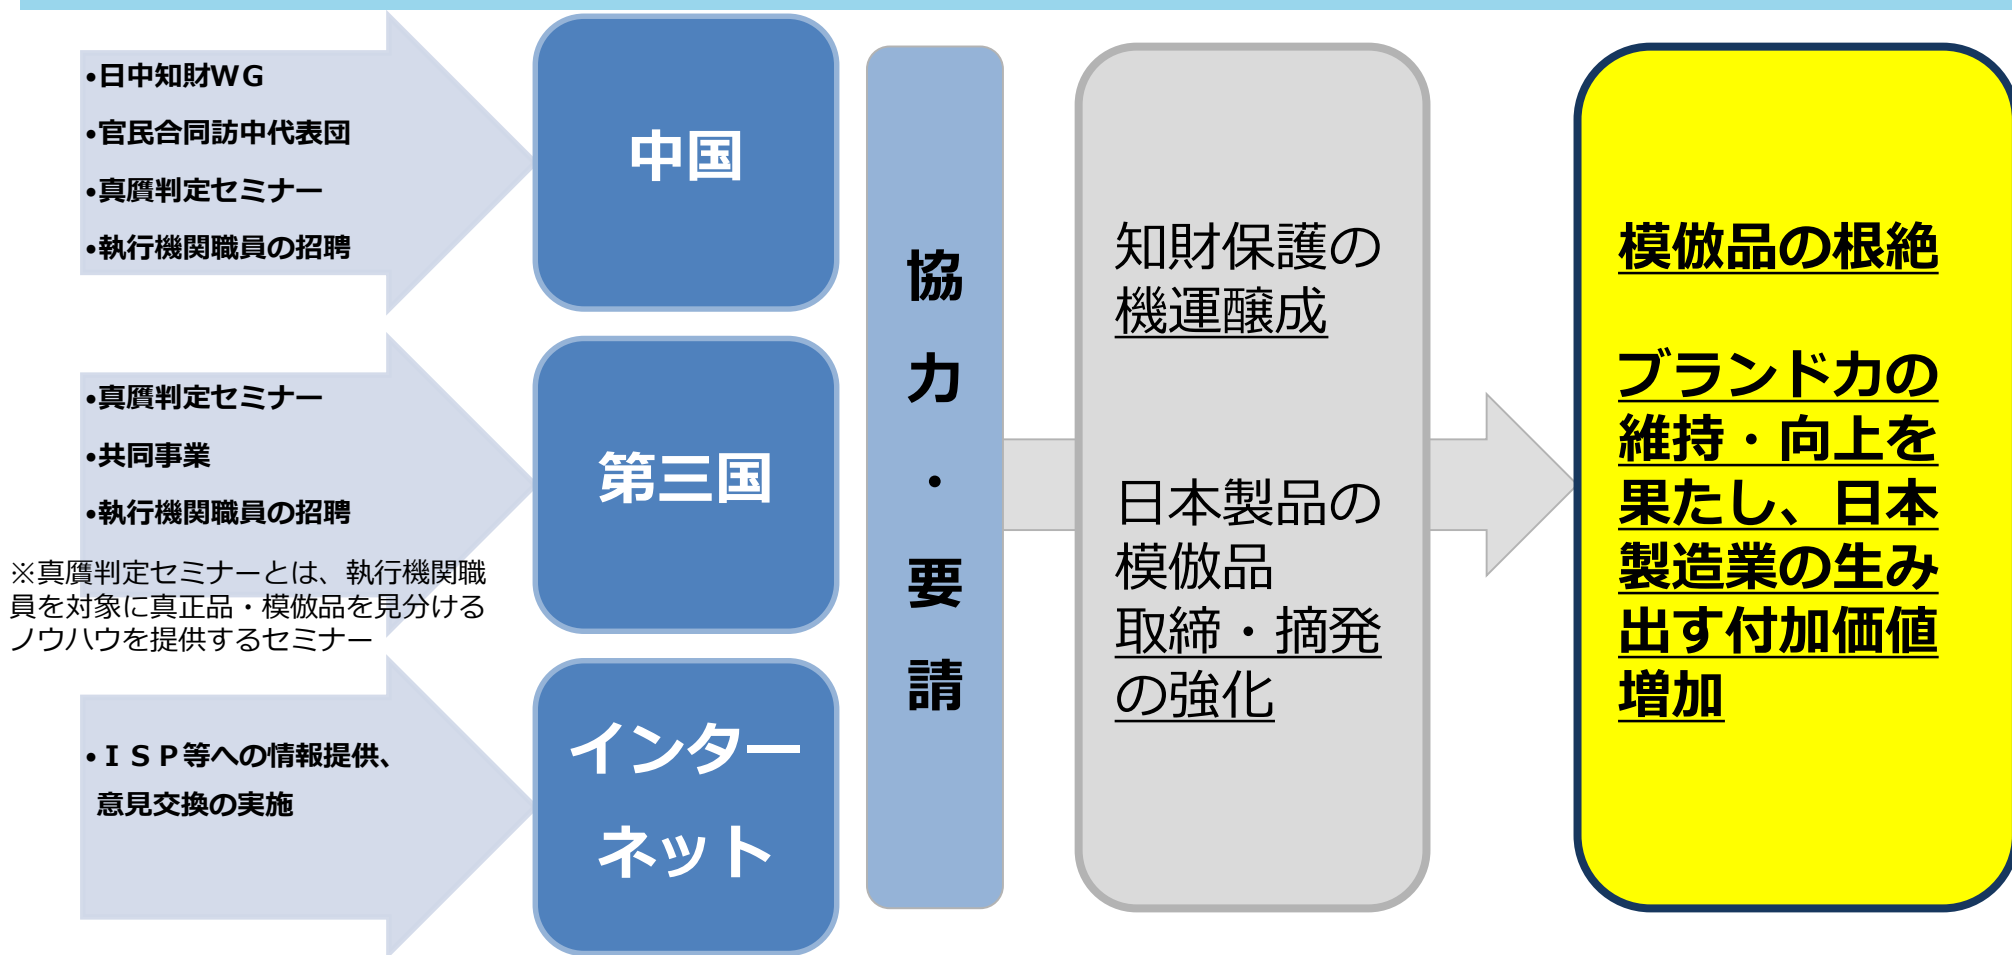 •日中知財ＷＧ
•官民合同訪中代表団
•真贋判定セミナー
•執行機関職員の招聘
中国
•真贋判定セミナー
•共同事業
•執行機関職員の招聘
※真贋判定セミナーとは、執行機関職
員を対象に真正品・模倣品を見分ける
ノウハウを提供するセミナー
第三国
•ＩＳＰ等への情報提供、
意見交換の実施
インター
ネット
協
力
・
要
請
知財保護の
機運醸成
日本製品の
模倣品
取締・摘発
の強化
模倣品の根絶
ブランド力の
維持・向上を
果たし、日本
製造業の生み
出す付加価値
増加